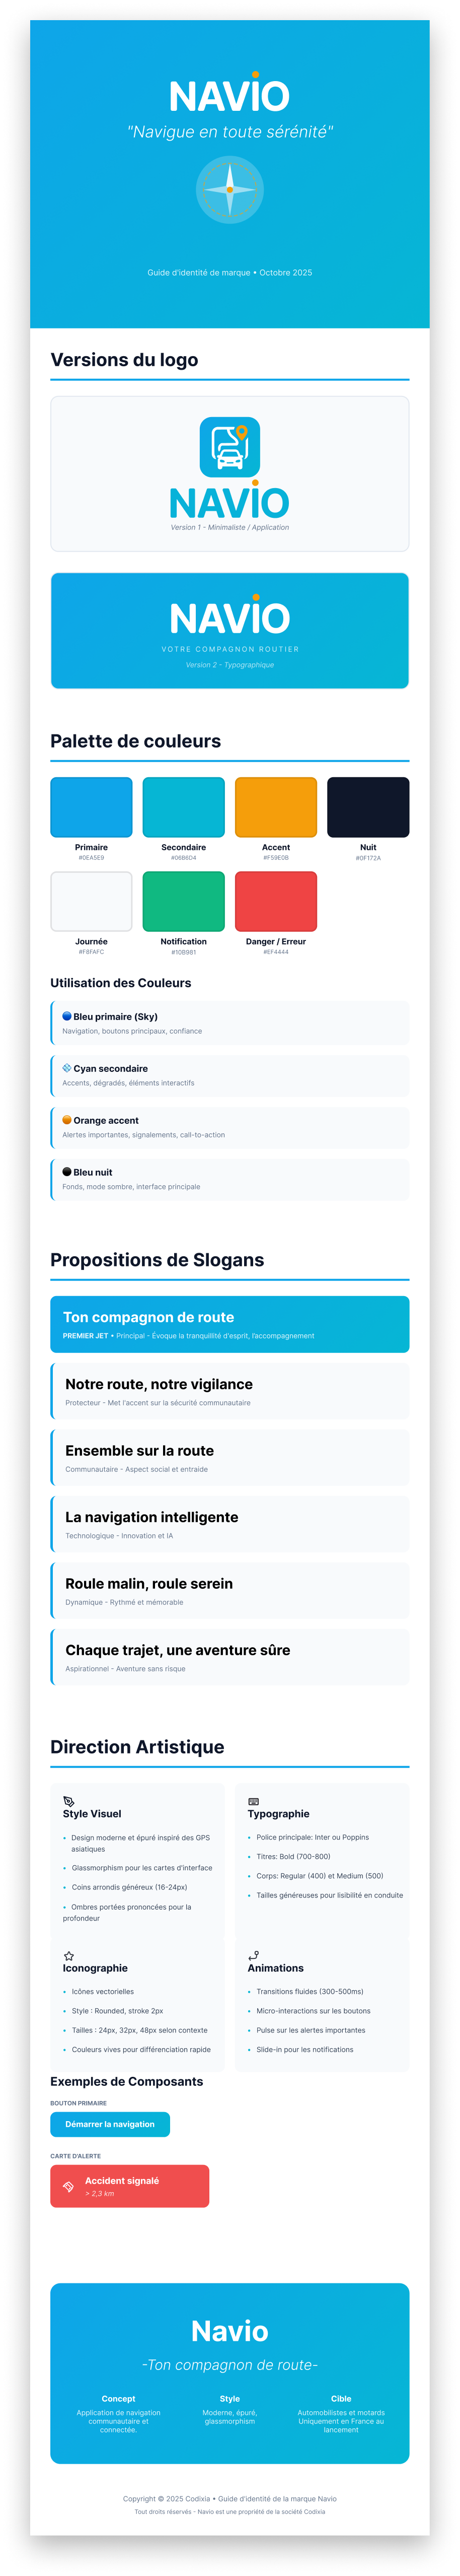 NAVIO
"Navigue en toute sérénité"
Guide d'identité de marque • Octobre 2025
Versions du logo
NAVIO
Version 1 - Minimaliste / Application
NAVIO
VOTRE COMPAGNON ROUTIER
Version 2 - Typographique
Palette de couleurs
Primaire
#0EA5E9
Secondaire
#06B6D4
Accent
#F59E0B
Nuit
#0F172A
Journée
#F8FAFC
Notification
#10B981
Danger / Erreur
#EF4444
Utilisation des Couleurs
Bleu primaire (Sky)
Navigation, boutons principaux, confiance
Cyan secondaire
Accents, dégradés, éléments interactifs
Orange accent
Alertes importantes, signalements, call-to-action
Bleu nuit
Fonds, mode sombre, interface principale
Propositions de Slogans
Ton compagnon de route
PREMIER JET • Principal - Évoque la tranquillité d'esprit, l'accompagnement
Notre route, notre vigilance
Protecteur - Met l'accent sur la sécurité communautaire
Ensemble sur la route
Communautaire - Aspect social et entraide
La navigation intelligente
Technologique - Innovation et IA
Roule malin, roule serein
Dynamique - Rythmé et mémorable
Chaque trajet, une aventure sûre
Aspirationnel - Aventure sans risque
Direction Artistique
Style Visuel
• Design moderne et épuré inspiré des GPS
asiatiques
• Glassmorphism pour les cartes d'interface
• Coins arrondis généreux (16-24px)
• Ombres portées prononcées pour la
profondeur
Typographie
• Police principale: Inter ou Poppins
• Titres: Bold (700-800)
• Corps: Regular (400) et Medium (500)
• Tailles généreuses pour lisibilité en conduite
Iconographie
• Icônes vectorielles
• Style : Rounded, stroke 2px
• Tailles : 24px, 32px, 48px selon contexte
• Couleurs vives pour différenciation rapide
Animations
• Transitions fluides (300-500ms)
• Micro-interactions sur les boutons
• Pulse sur les alertes importantes
• Slide-in pour les notifications
Exemples de Composants
BOUTON PRIMAIRE
Démarrer la navigation
CARTE D'ALERTE
Accident signalé
> 2,3 km
Navio
-Ton compagnon de route-
Concept
Application de navigation
communautaire et
connectée.
Style
Moderne, épuré,
glassmorphism
Cible
Automobilistes et motards
Uniquement en France au
lancement
Copyright © 2025 Codixia • Guide d'identité de la marque Navio
Tout droits réservés - Navio est une propriété de la société Codixia